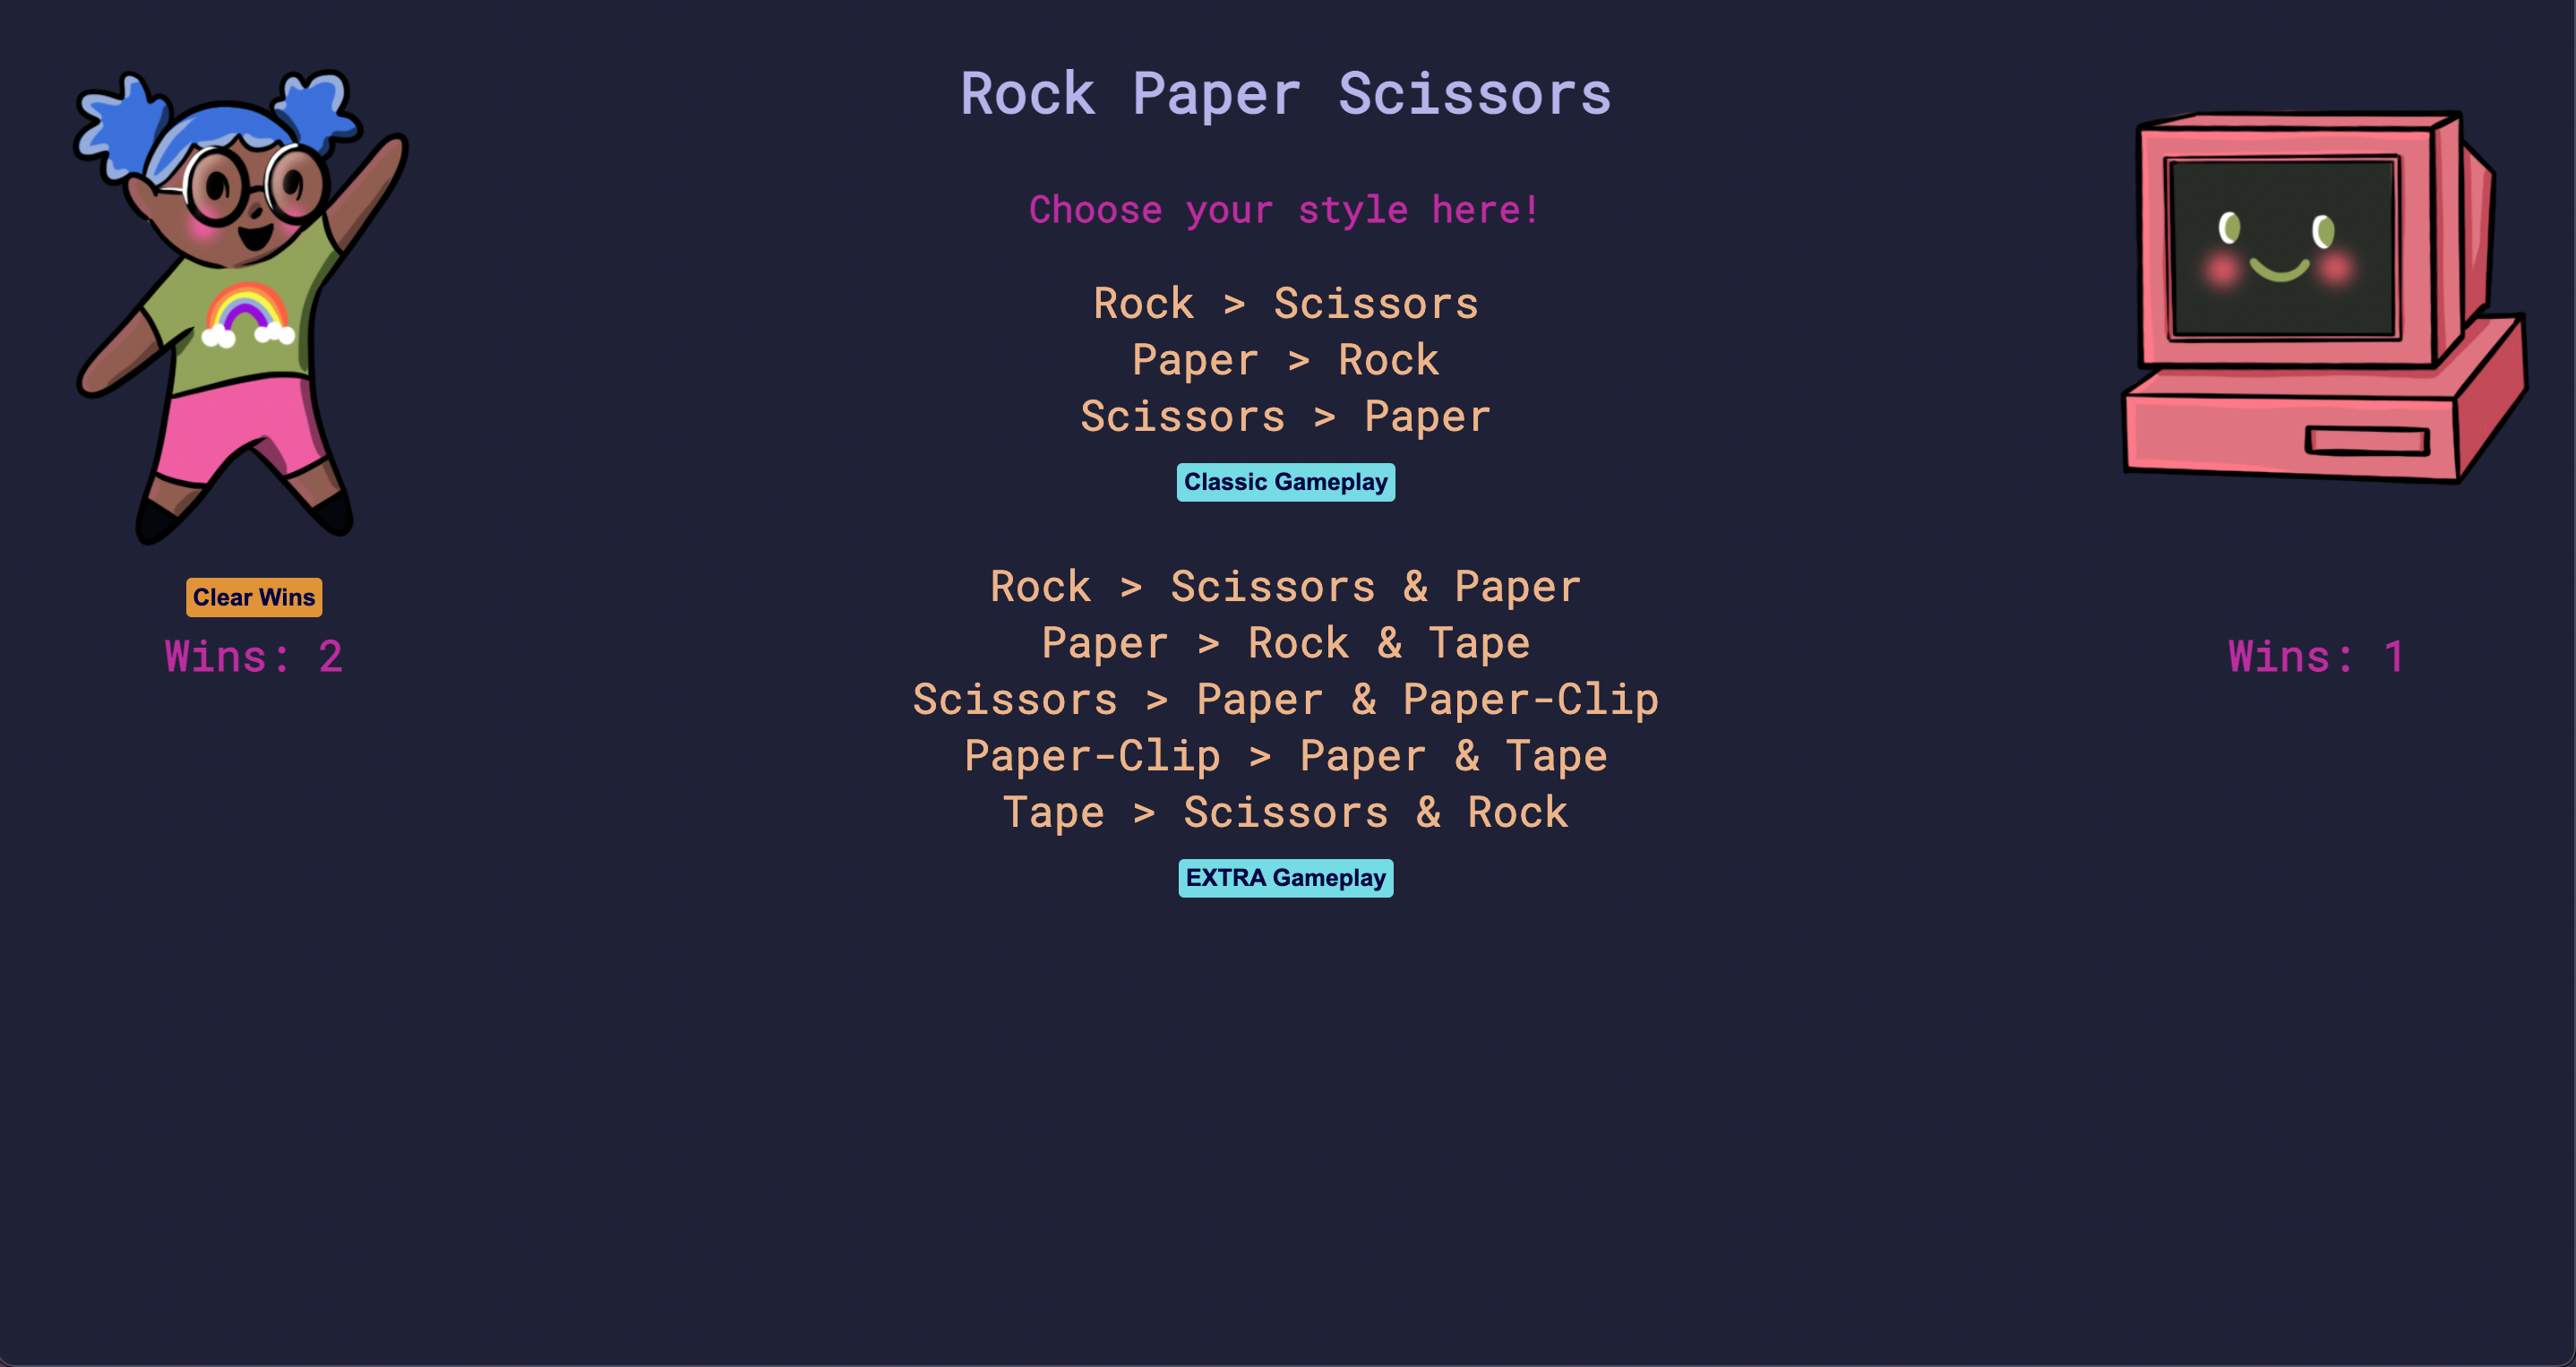 Rock Paper Scissors
Choose your style here!
Rock > Scissors
Paper > Rock
Scissors > Paper
Classic Gameplay
Rock > Scissors & Paper
Paper > Rock & Tape
Scissors > Paper & Paper-Clip
Paper-Clip > Paper & Tape
Tape > Scissors & Rock
EXTRA Gameplay
Clear Wins
Wins: 2
Wins: 1